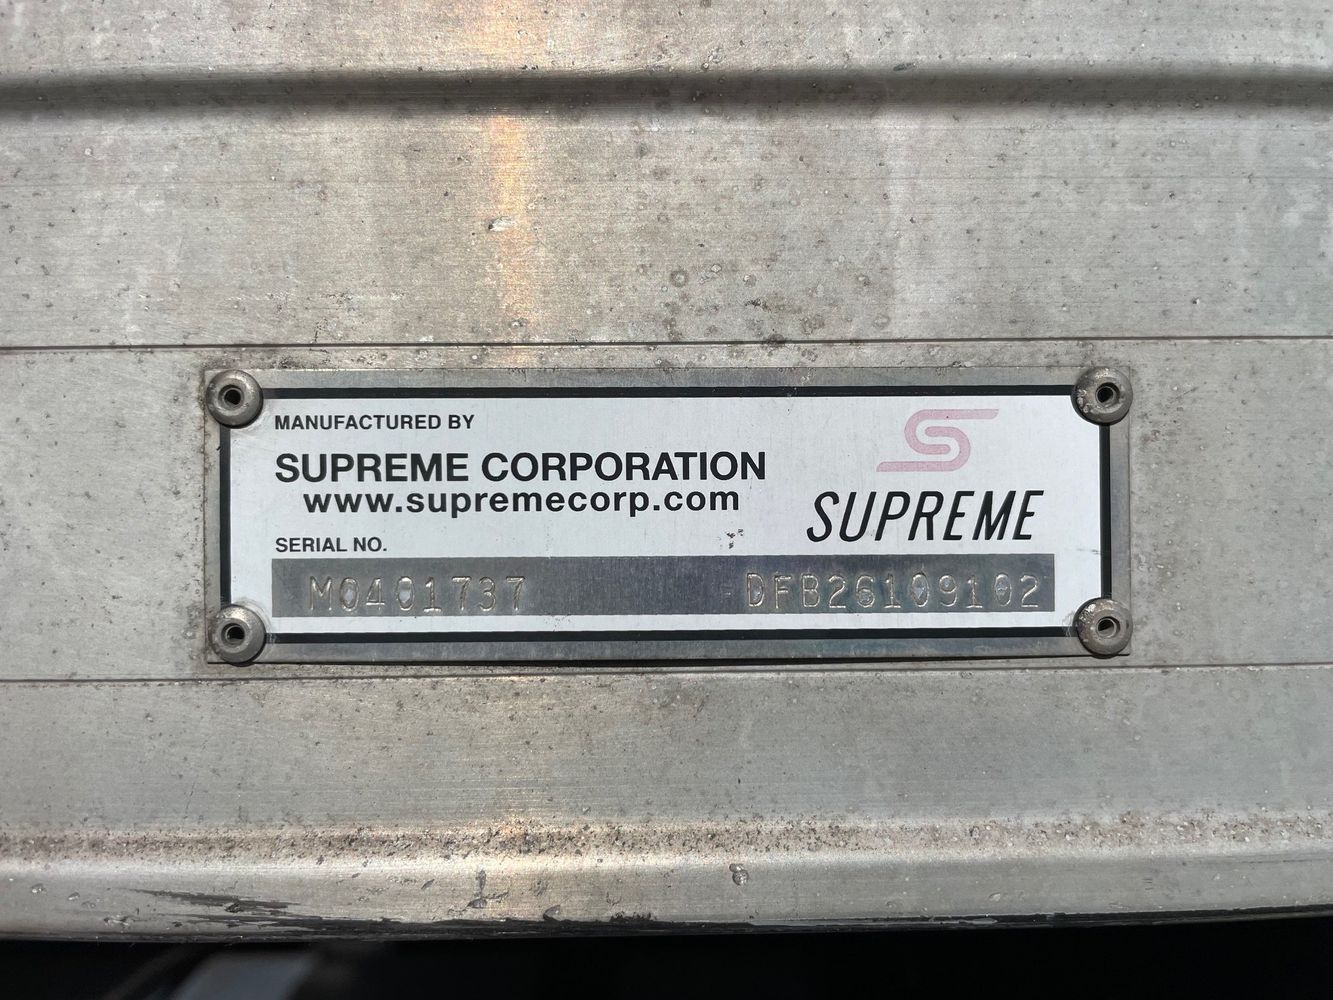 MANUFACTURED BY
SUPREME CORPORATION
www.supremecorp.com
SUPREME
SERIAL NO.
M0401737 DFB26109102